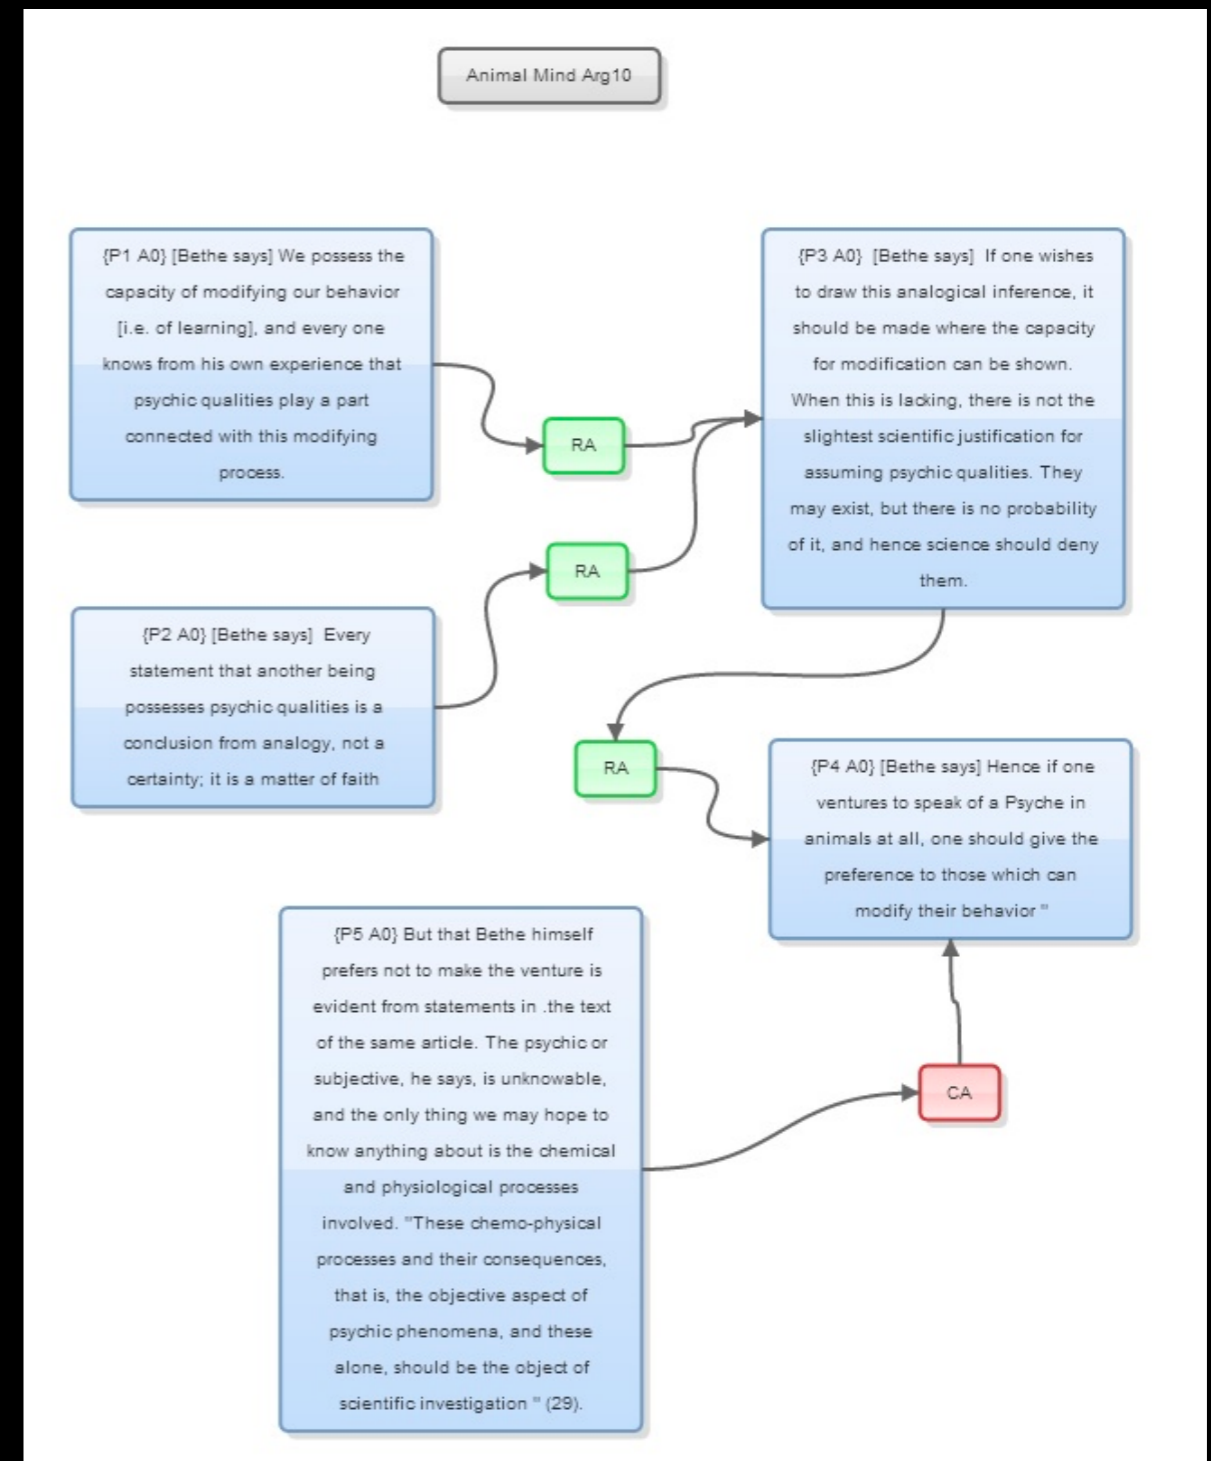 Animal Mind Arg10
{P1 A0} [Bethe says] We possess the
capacity of modifying our behavior
[i.e. of learning], and every one
knows from his own experience that
psychic qualities play a part
connected with this modifying
process.
RA
{P3 A0}  [Bethe says]  If one wishes
to draw this analogical inference, it
should be made where the capacity
for modification can be shown.
When this is lacking, there is not the
slightest scientific justification for
assuming psychic qualities. They
may exist, but there is no probability
of it, and hence science should deny
them.
RA
{P2 A0} [Bethe says]  Every
statement that another being
possesses psychic qualities is a
conclusion from analogy, not a
certainty; it is a matter of faith
RA
{P4 A0} [Bethe says] Hence if one
ventures to speak of a Psyche in
animals at all, one should give the
preference to those which can
modify their behavior "
{P5 A0} But that Bethe himself
prefers not to make the venture is
evident from statements in .the text
of the same article. The psychic or
subjective, he says, is unknowable,
and the only thing we may hope to
know anything about is the chemical
and physiological processes
involved. "These chemo-physical
processes and their consequences,
that is, the objective aspect of
psychic phenomena, and these
alone, should be the object of
scientific investigation " (29).
CA